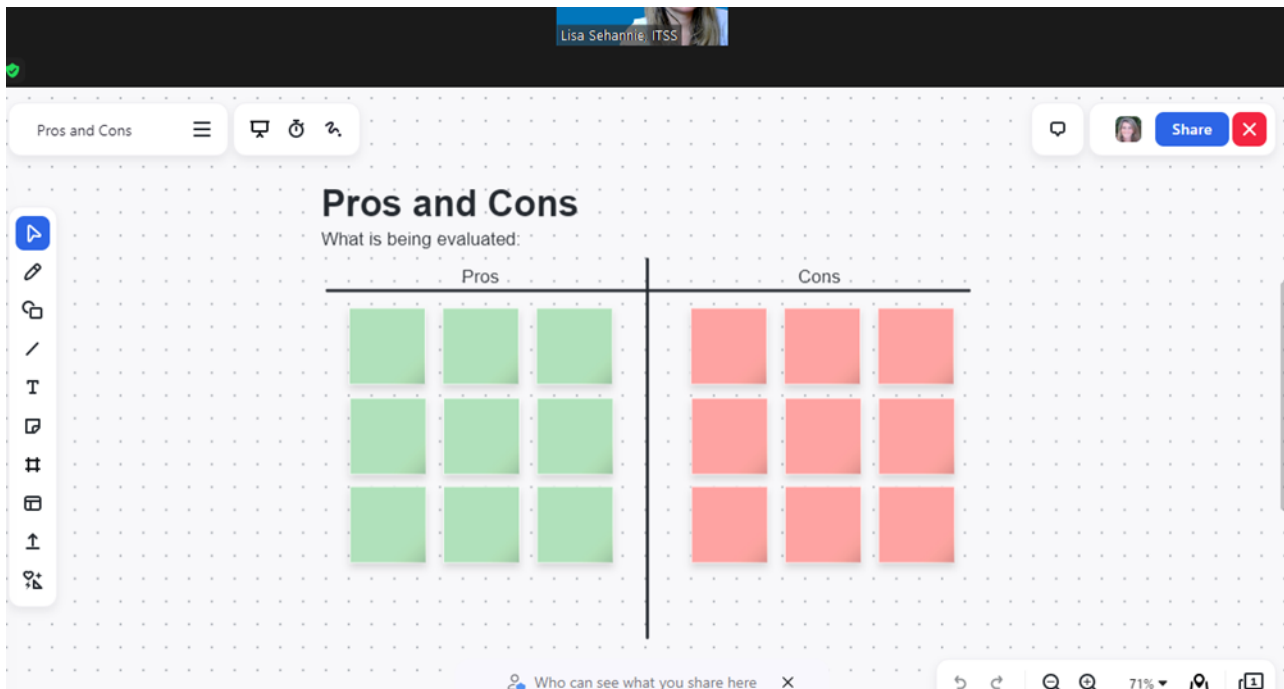 Lisa Sehannie, ITSS
Pros and Cons
Share
Pros and Cons
What is being evaluated:
Pros
Cons
T
Who can see what you share here
71%
1